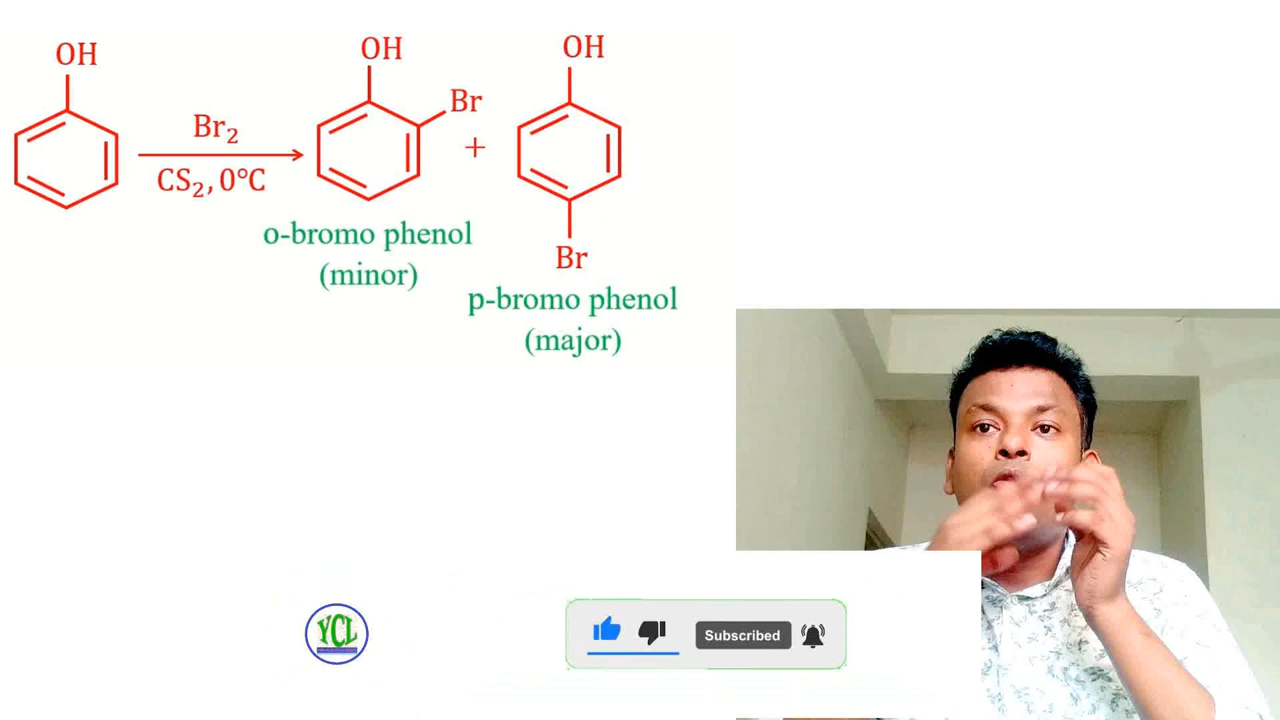 OH
Br₂
CS₂, 0°C
OH
Br
+
OH
Br
o-bromo phenol
(minor)
p-bromo phenol
(major)
YCL
Subscribed